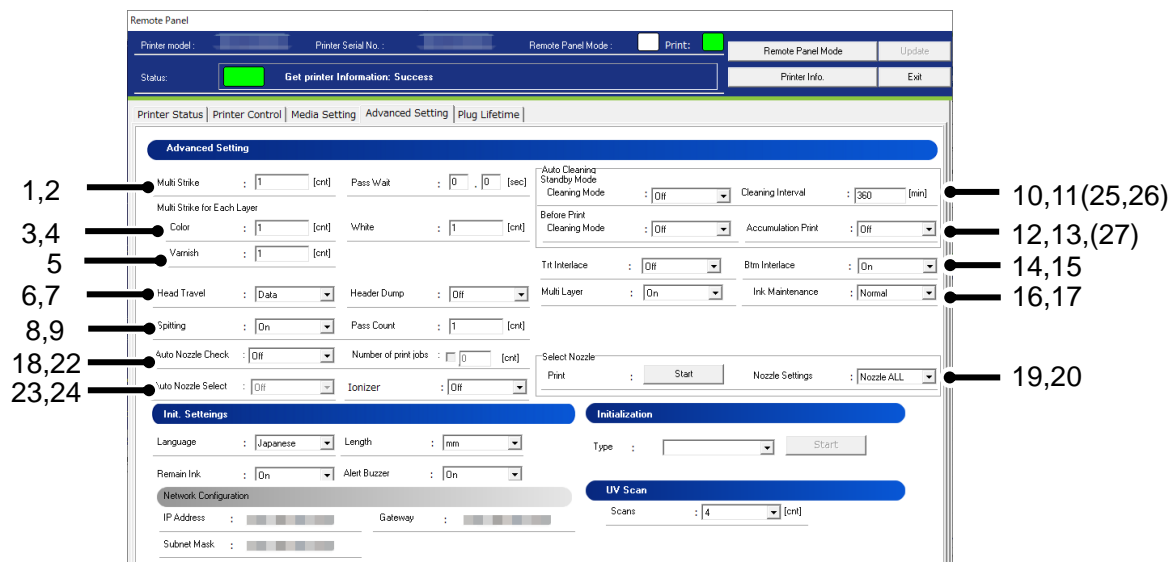 Remote Panel
Printer model : Printer Serial No. : Remote Panel Mode : Print: Remote Panel Mode Update
Status: Get printer Information: Success Printer Info. Exit
Printer Status Printer Control Media Setting Advanced Setting Plug Lifetime
Advanced Setting
1,2 Multi Strike : 1 [cnt] Pass Wait : 0 . 0 [sec]
Auto Cleaning
Standby Mode
Cleaning Mode : Off Cleaning Interval : 360 [min] 10,11(25,26)
Multi Strike for Each Layer
Before Print
3,4 Color : 1 [cnt] White : 1 [cnt] Cleaning Mode : Off Accumulation Print : Off 12,13,(27)
5 Varnish : 1 [cnt]
Trt Interlace : Off Btm Interlace : On 14,15
6,7 Head Travel : Data Header Dump : Off Multi Layer : On Ink Maintenance : Normal 16,17
8,9 Spitting : On Pass Count : 1 [cnt]
18,22 Auto Nozzle Check : Off Number of print jobs : 0 [cnt]
Select Nozzle
Print : Start Nozzle Settings : Nozzle ALL 19,20
23,24 Auto Nozzle Select : Off Ionizer : Off
Init. Setteings Initialization
Language : Japanese Length : mm Type : Start
Remain Ink : On Alert Buzzer : On
Network Configuration UV Scan
IP Address : Gateway : Scans : 4 [cnt]
Subnet Mask :